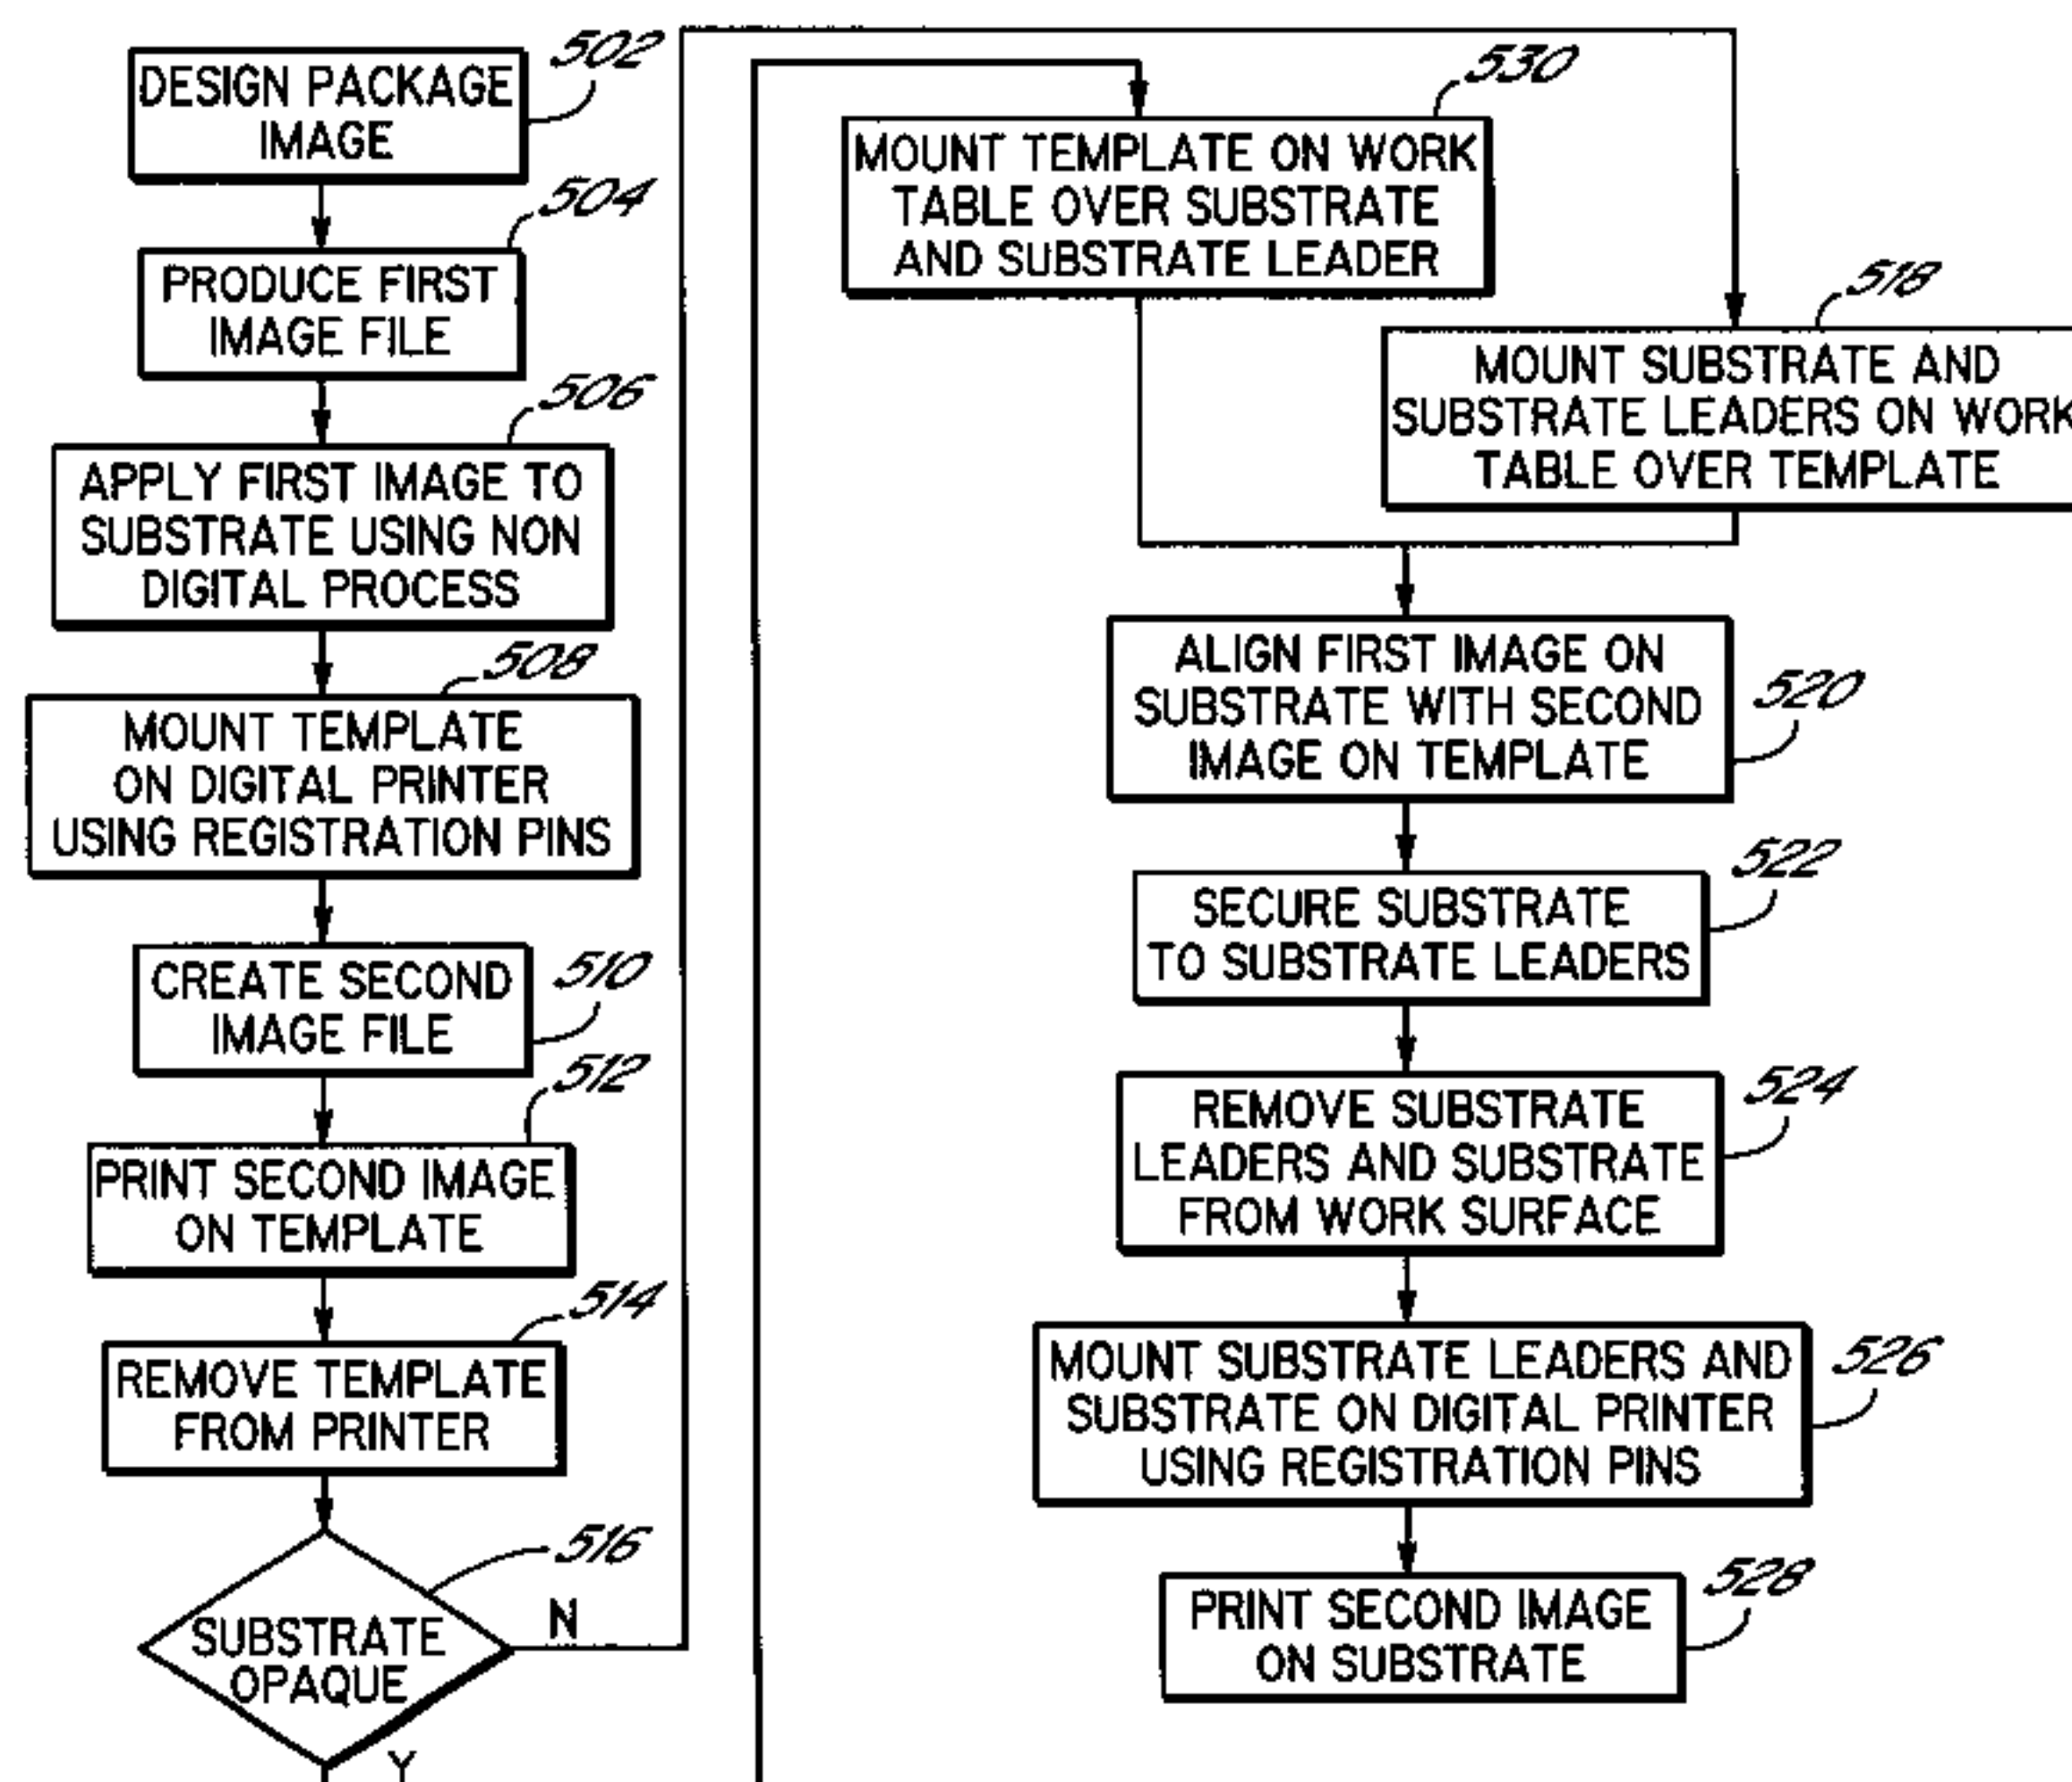 502
DESIGN PACKAGE
IMAGE
504
PRODUCE FIRST
IMAGE FILE
506
APPLY FIRST IMAGE TO
SUBSTRATE USING NON
DIGITAL PROCESS
508
MOUNT TEMPLATE
ON DIGITAL PRINTER
USING REGISTRATION PINS
510
CREATE SECOND
IMAGE FILE
512
PRINT SECOND IMAGE
ON TEMPLATE
514
REMOVE TEMPLATE
FROM PRINTER
516
SUBSTRATE
OPAQUE
N
Y
530
MOUNT TEMPLATE ON WORK
TABLE OVER SUBSTRATE
AND SUBSTRATE LEADER
518
MOUNT SUBSTRATE AND
SUBSTRATE LEADERS ON WORK
TABLE OVER TEMPLATE
ALIGN FIRST IMAGE ON
SUBSTRATE WITH SECOND
IMAGE ON TEMPLATE
520
522
SECURE SUBSTRATE
TO SUBSTRATE LEADERS
524
REMOVE SUBSTRATE
LEADERS AND SUBSTRATE
FROM WORK SURFACE
526
MOUNT SUBSTRATE LEADERS AND
SUBSTRATE ON DIGITAL PRINTER
USING REGISTRATION PINS
528
PRINT SECOND IMAGE
ON SUBSTRATE